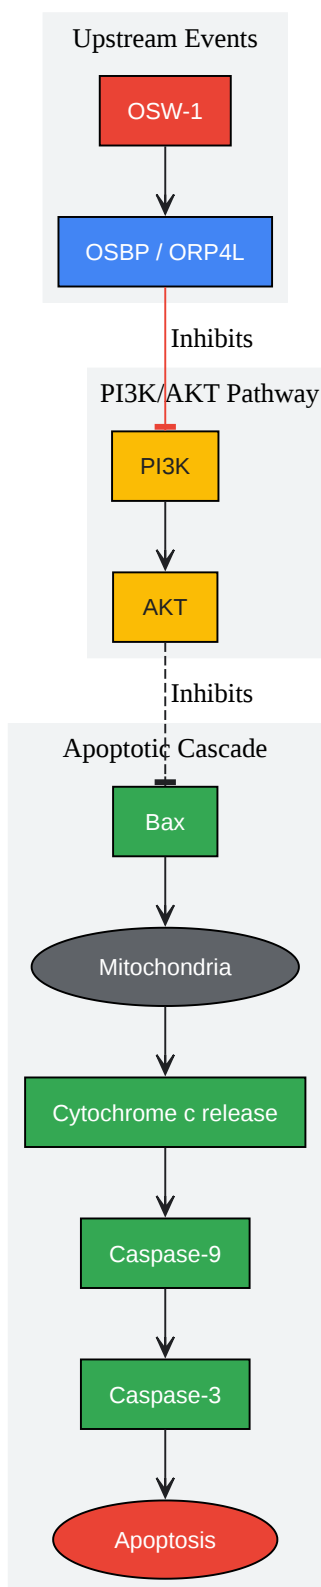 Upstream Events
OSW-1
OSBP / ORP4L
Inhibits
PI3K/AKT Pathway
PI3K
AKT
Inhibits
Apoptotic Cascade
Bax
Mitochondria
Cytochrome c release
Caspase-9
Caspase-3
Apoptosis